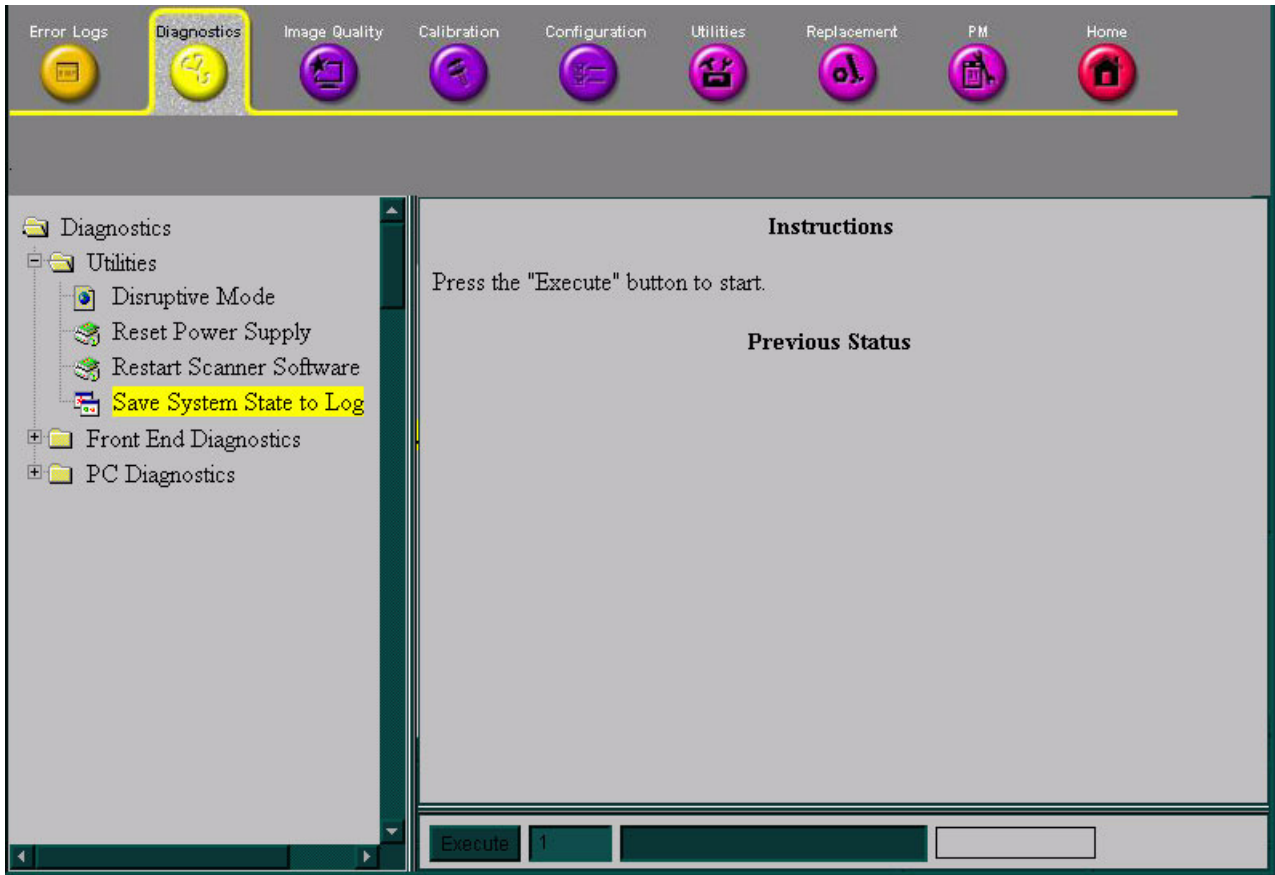 Error Logs
Diagnostics
Image Quality
Calibration
Configuration
Utilities
Replacement
PM
Home
Diagnostics
Utilities
Disruptive Mode
Reset Power Supply
Restart Scanner Software
Save System State to Log
Front End Diagnostics
PC Diagnostics
Instructions
Press the "Execute" button to start.
Previous Status
Execute
1